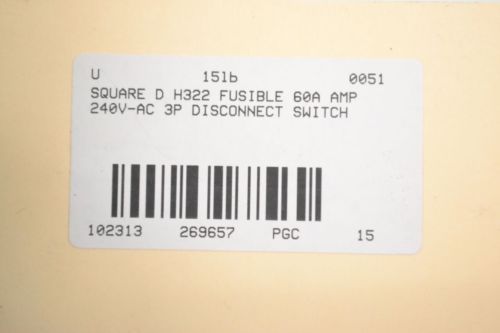 U 151b 0051
SQUARE D H322 FUSIBLE 60A AMP
240V-AC 3P DISCONNECT SWITCH
102313 269657 PGC 15